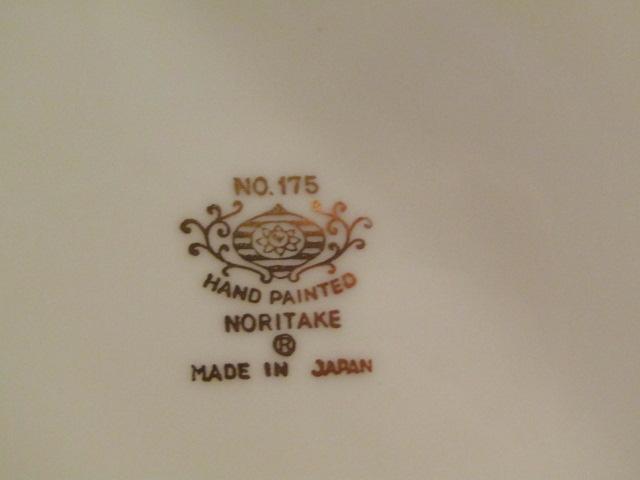 NO.175
HAND PAINTED
NORITAKE
®
MADE IN JAPAN